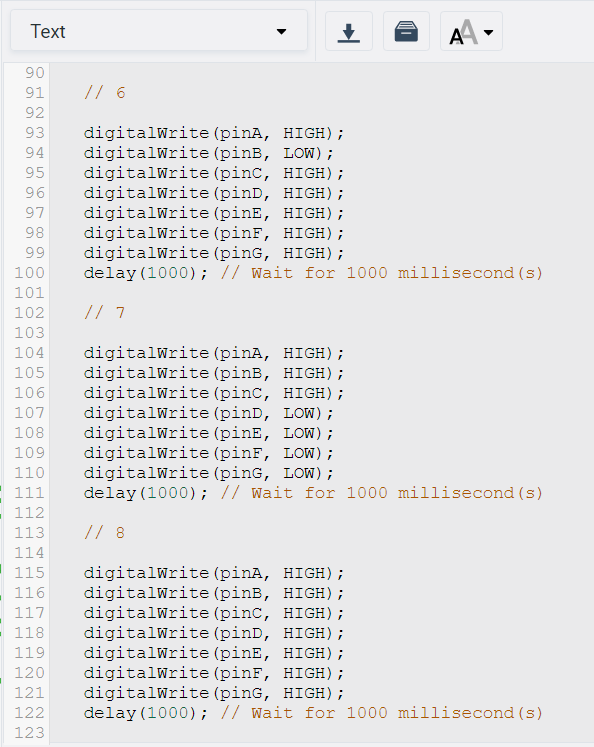 Text
90
91 // 6
92
93 digitalWrite(pinA, HIGH);
94 digitalWrite(pinB, LOW);
95 digitalWrite(pinC, HIGH);
96 digitalWrite(pinD, HIGH);
97 digitalWrite(pinE, HIGH);
98 digitalWrite(pinF, HIGH);
99 digitalWrite(pinG, HIGH);
100 delay(1000); // Wait for 1000 millisecond(s)
101
102 // 7
103
104 digitalWrite(pinA, HIGH);
105 digitalWrite(pinB, HIGH);
106 digitalWrite(pinC, HIGH);
107 digitalWrite(pinD, LOW);
108 digitalWrite(pinE, LOW);
109 digitalWrite(pinF, LOW);
110 digitalWrite(pinG, LOW);
111 delay(1000); // Wait for 1000 millisecond(s)
112
113 // 8
114
115 digitalWrite(pinA, HIGH);
116 digitalWrite(pinB, HIGH);
117 digitalWrite(pinC, HIGH);
118 digitalWrite(pinD, HIGH);
119 digitalWrite(pinE, HIGH);
120 digitalWrite(pinF, HIGH);
121 digitalWrite(pinG, HIGH);
122 delay(1000); // Wait for 1000 millisecond(s)
123